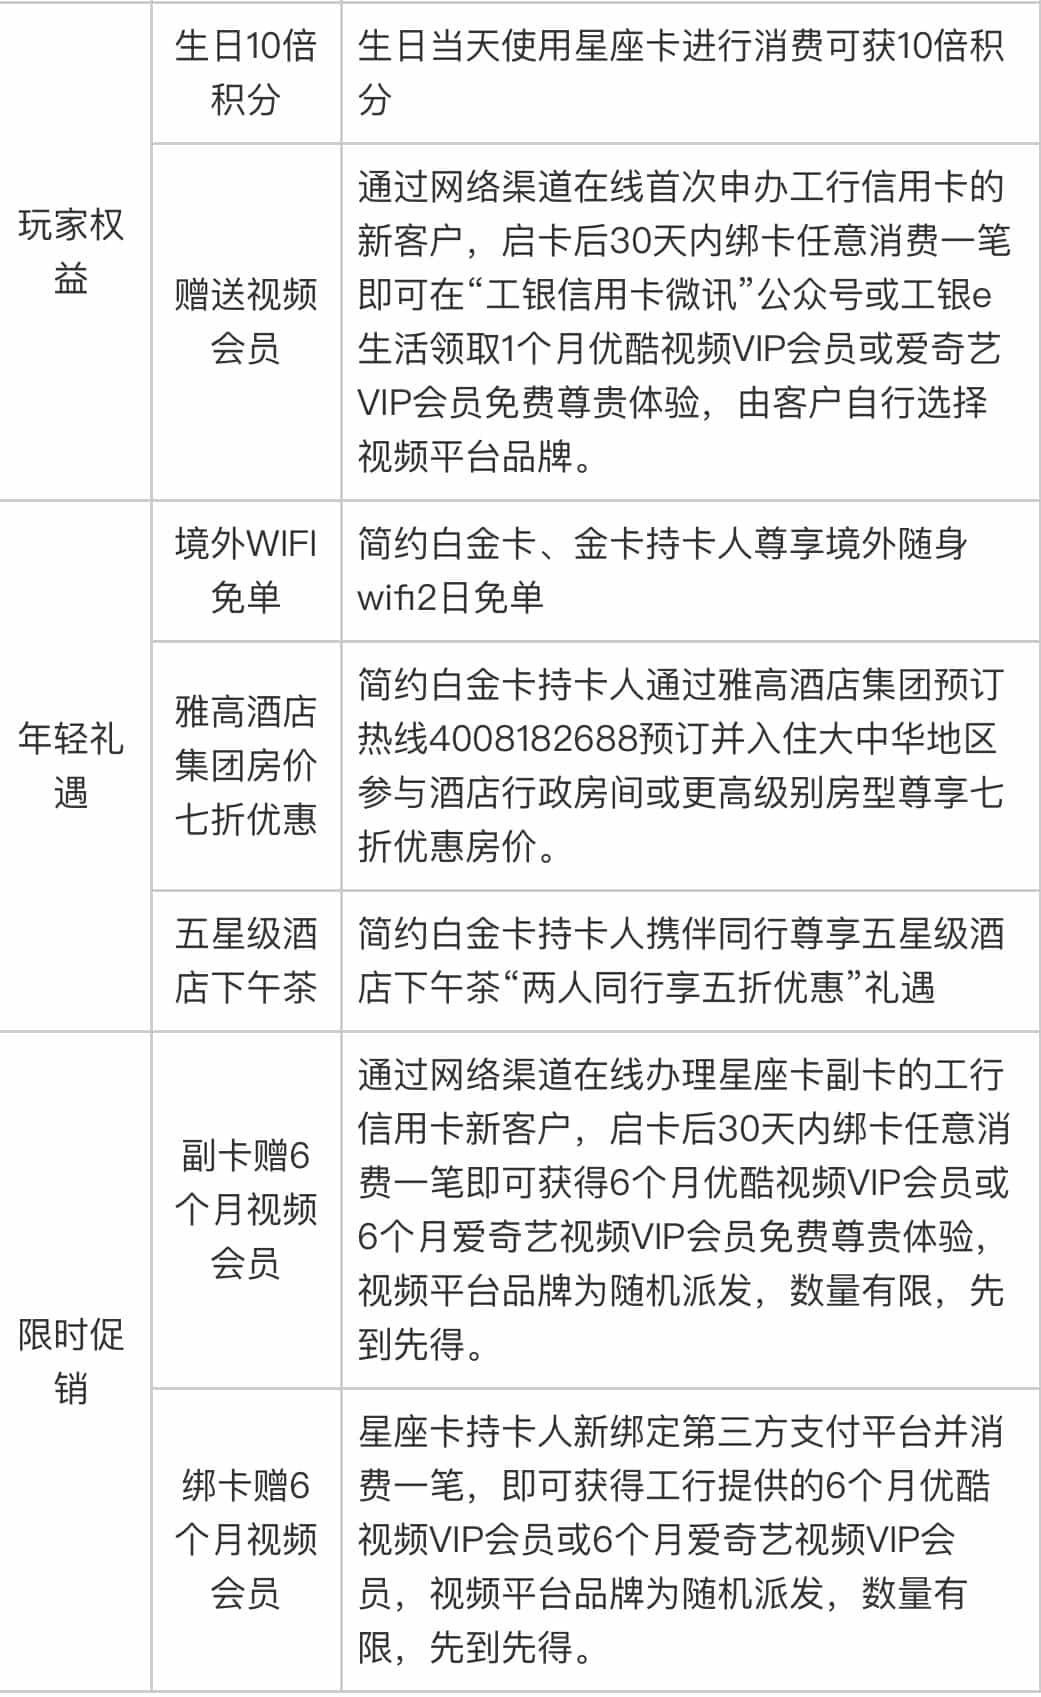 玩家权
益
生日10倍
积分
生日当天使用星座卡进行消费可获10倍积
分
赠送视频
会员
通过网络渠道在线首次申办工行信用卡的
新客户，启卡后30天内绑卡任意消费一笔
即可在“工银信用卡微讯”公众号或工银e
生活领取1个月优酷视频VIP会员或爱奇艺
VIP会员免费尊贵体验，由客户自行选择
视频平台品牌。
年轻礼
遇
境外WIFI
免单
简约白金卡、金卡持卡人尊享境外随身
wifi2日免单
雅高酒店
集团房价
七折优惠
简约白金卡持卡人通过雅高酒店集团预订
热线4008182688预订并入住大中华地区
参与酒店行政房间或更高级别房型尊享七
折优惠房价。
五星级酒
店下午茶
简约白金卡持卡人携伴同行尊享五星级酒
店下午茶“两人同行享五折优惠”礼遇
限时促
销
副卡赠6
个月视频
会员
通过网络渠道在线办理星座卡副卡的工行
信用卡新客户，启卡后30天内绑卡任意消
费一笔即可获得6个月优酷视频VIP会员或
6个月爱奇艺视频VIP会员免费尊贵体验，
视频平台品牌为随机派发，数量有限，先
到先得。
绑卡赠6
个月视频
会员
星座卡持卡人新绑定第三方支付平台并消
费一笔，即可获得工行提供的6个月优酷
视频VIP会员或6个月爱奇艺视频VIP会
员，视频平台品牌为随机派发，数量有
限，先到先得。